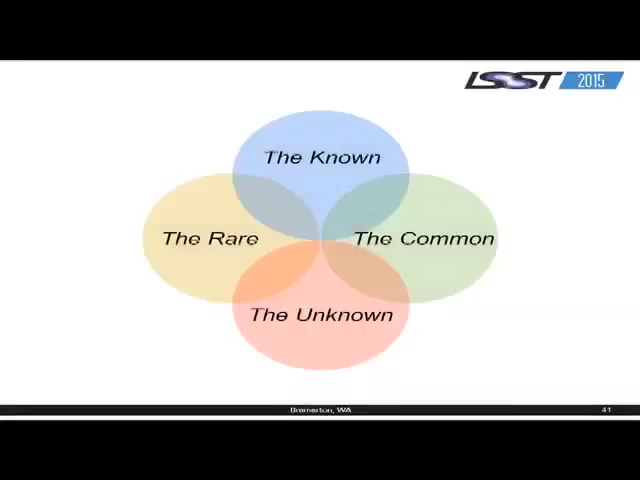 LSST 2015
The Known
The Rare
The Common
The Unknown
Bremerton, WA
41